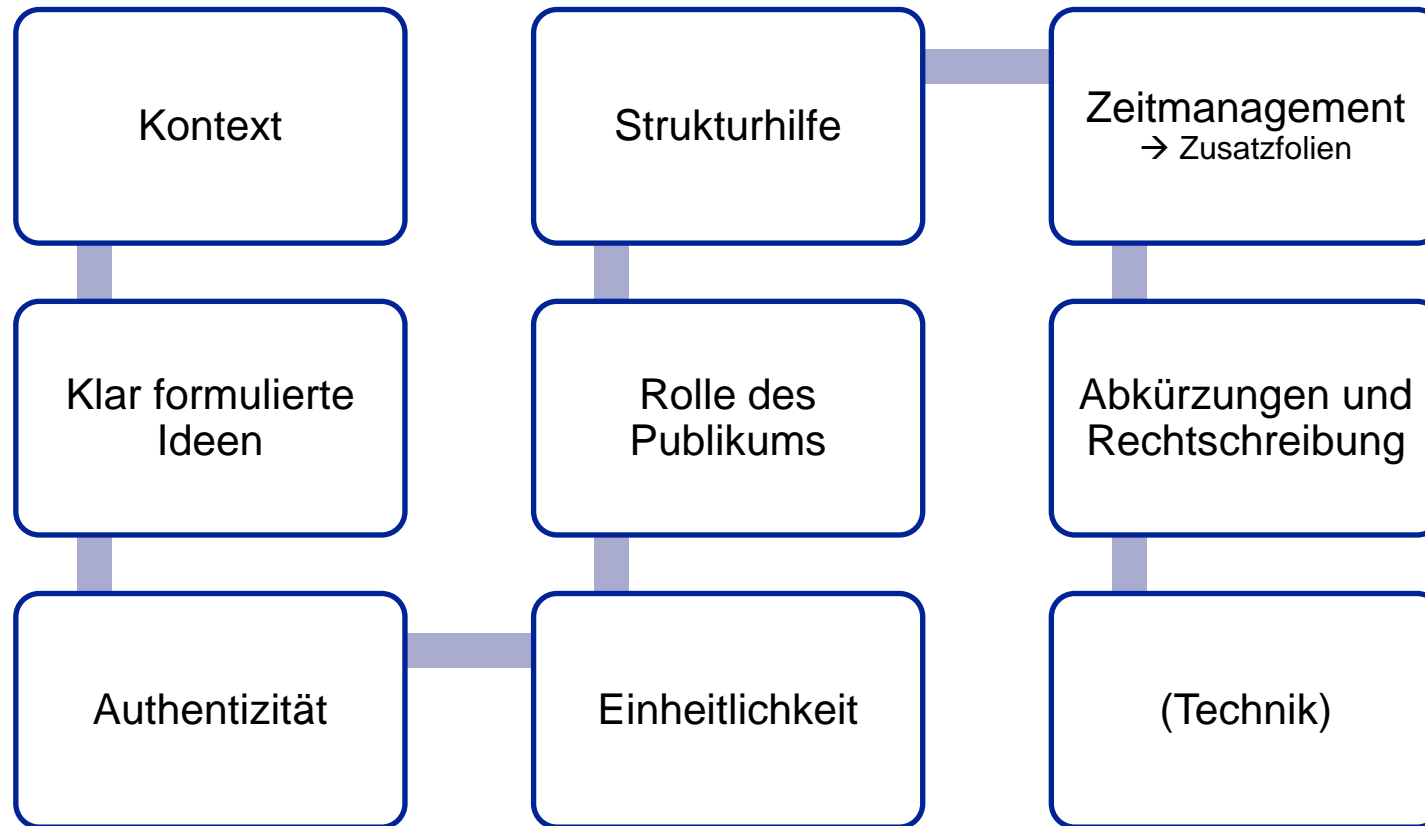 Kontext
Klar formulierte
Ideen
Authentizität
Einheitlichkeit
Rolle des
Publikums
Strukturhilfe
Zeitmanagement
→ Zusatzfolien
Abkürzungen und
Rechtschreibung
(Technik)